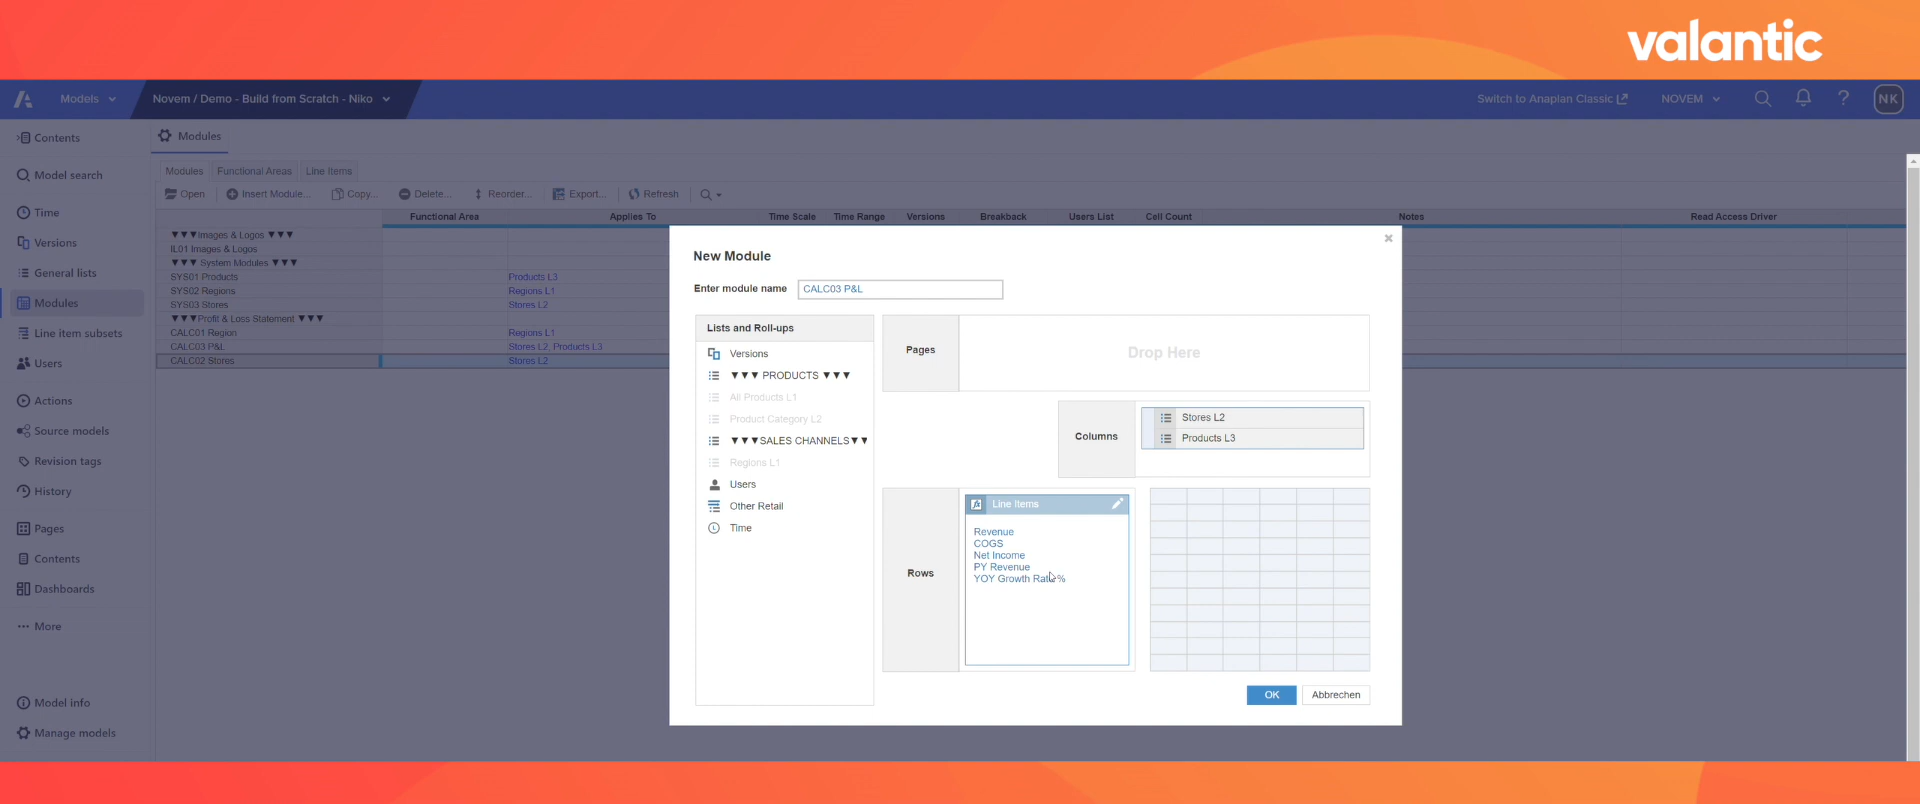 valantic
Models
Novem / Demo - Build from Scratch - Niko
Switch to Anaplan Classic
NOVEM
?
NK
Contents
Model search
Time
Versions
General lists
Modules
Line item subsets
Users
Actions
Source models
Revision tags
History
Pages
Contents
Dashboards
More
Model info
Manage models
Modules
Modules Functional Areas Line Items
Open Insert Module... Copy... Delete... Reorder... Export... Refresh
Functional Area Applies To Time Scale Time Range Versions Breakback Users List Cell Count Notes Read Access Driver
▼▼▼Images & Logos ▼▼▼
IL01 Images & Logos
▼▼▼ System Modules ▼▼▼
SYS01 Products Products L3
SYS02 Regions Regions L1
SYS03 Stores Stores L2
▼▼▼Profit & Loss Statement ▼▼▼
CALC01 Region Regions L1
CALC03 P&L Stores L2, Products L3
CALC02 Stores Stores L2
New Module
Enter module name CALC03 P&L
Lists and Roll-ups
Versions
▼▼▼ PRODUCTS ▼▼▼
All Products L1
Product Category L2
▼▼▼SALES CHANNELS▼▼
Regions L1
Users
Other Retail
Time
Pages
Drop Here
Columns
Stores L2
Products L3
Rows
Line Items
Revenue
COGS
Net Income
PY Revenue
YOY Growth Rate %
OK
Abbrechen